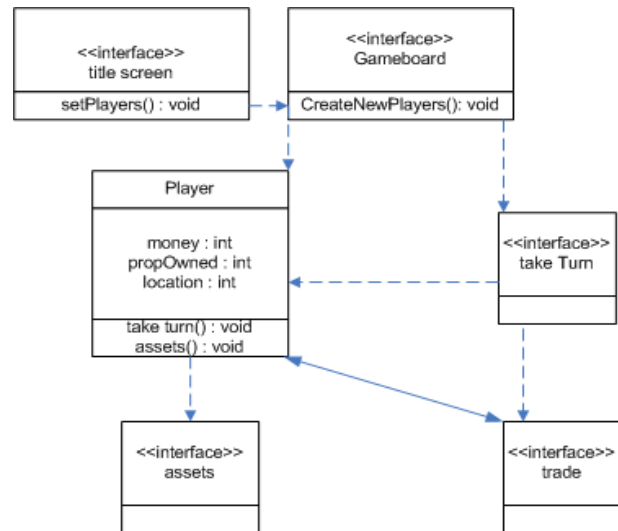 <<interface>>
title screen
setPlayers() : void
<<interface>>
Gameboard
CreateNewPlayers(): void
Player
money : int
propOwned : int
location : int
take turn() : void
assets() : void
<<interface>>
take Turn
<<interface>>
assets
<<interface>>
trade